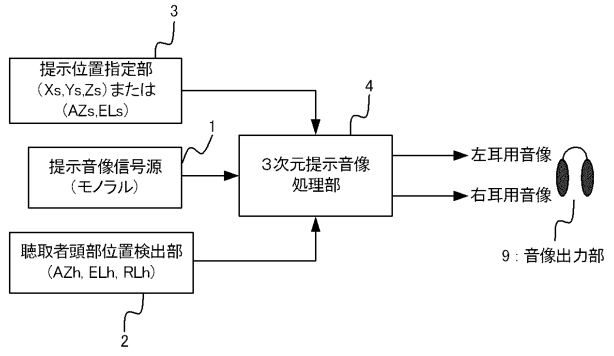 3
提示位置指定部
(Xs,Ys,Zs)または
(AZs,ELs)
4
1
提示音像信号源
(モノラル)
3次元提示音像
処理部
左耳用音像
右耳用音像
聴取者頭部位置検出部
(AZh, ELh, RLh)
9：音像出力部
2